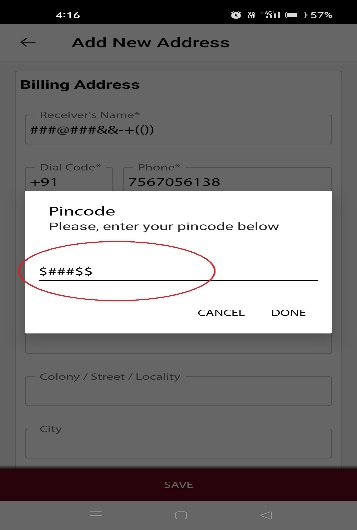 4:16
57%
Add New Address
Billing Address
Receiver's Name*
###@###&&-+(())
Dial Code*
Phone*
+91
7567056138
Pincode
Please, enter your pincode below
$###$$
CANCEL
DONE
Colony / Street / Locality
City
SAVE